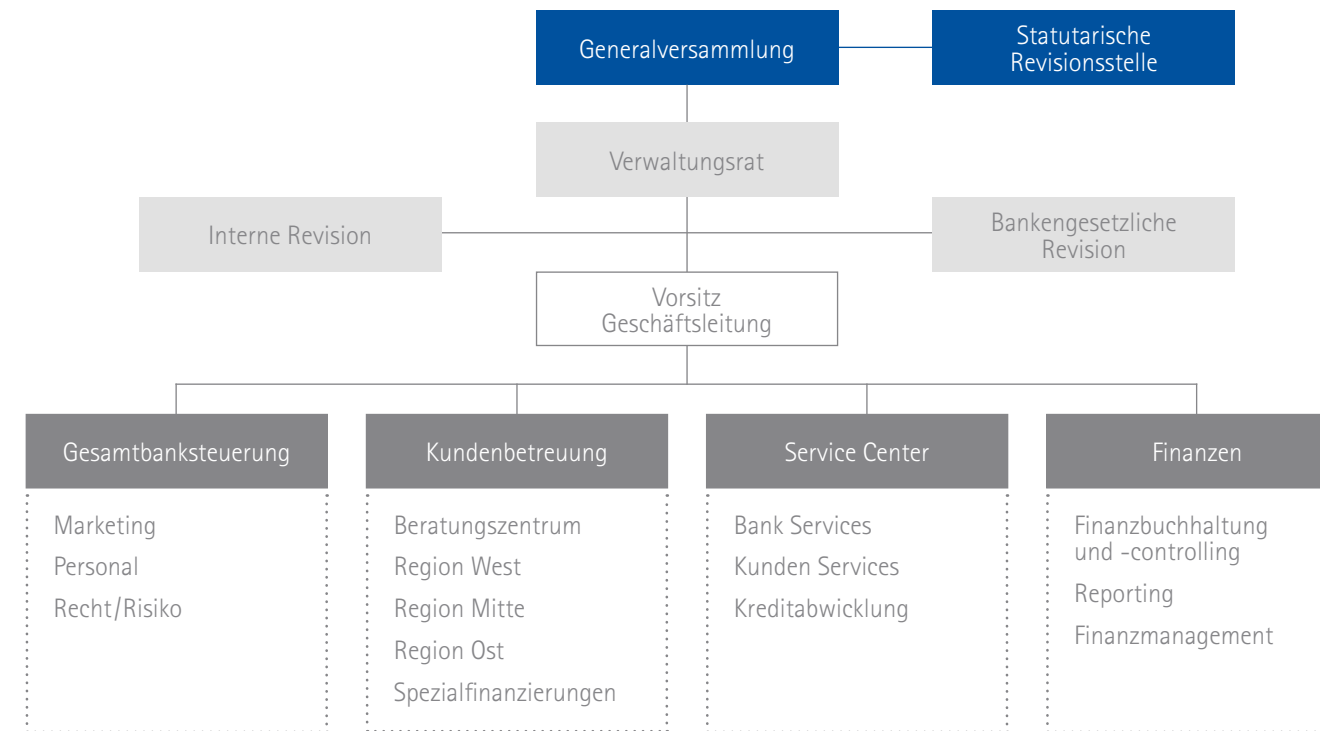 Generalversammlung
Statutarische
Revisionsstelle
Verwaltungsrat
Interne Revision
Bankengesetzliche
Revision
Vorsitz
Geschäftsleitung
Gesamtbanksteuerung
Marketing
Personal
Recht/Risiko
Kundenbetreuung
Beratungszentrum
Region West
Region Mitte
Region Ost
Spezialfinanzierungen
Service Center
Bank Services
Kunden Services
Kreditabwicklung
Finanzen
Finanzbuchhaltung
und -controlling
Reporting
Finanzmanagement